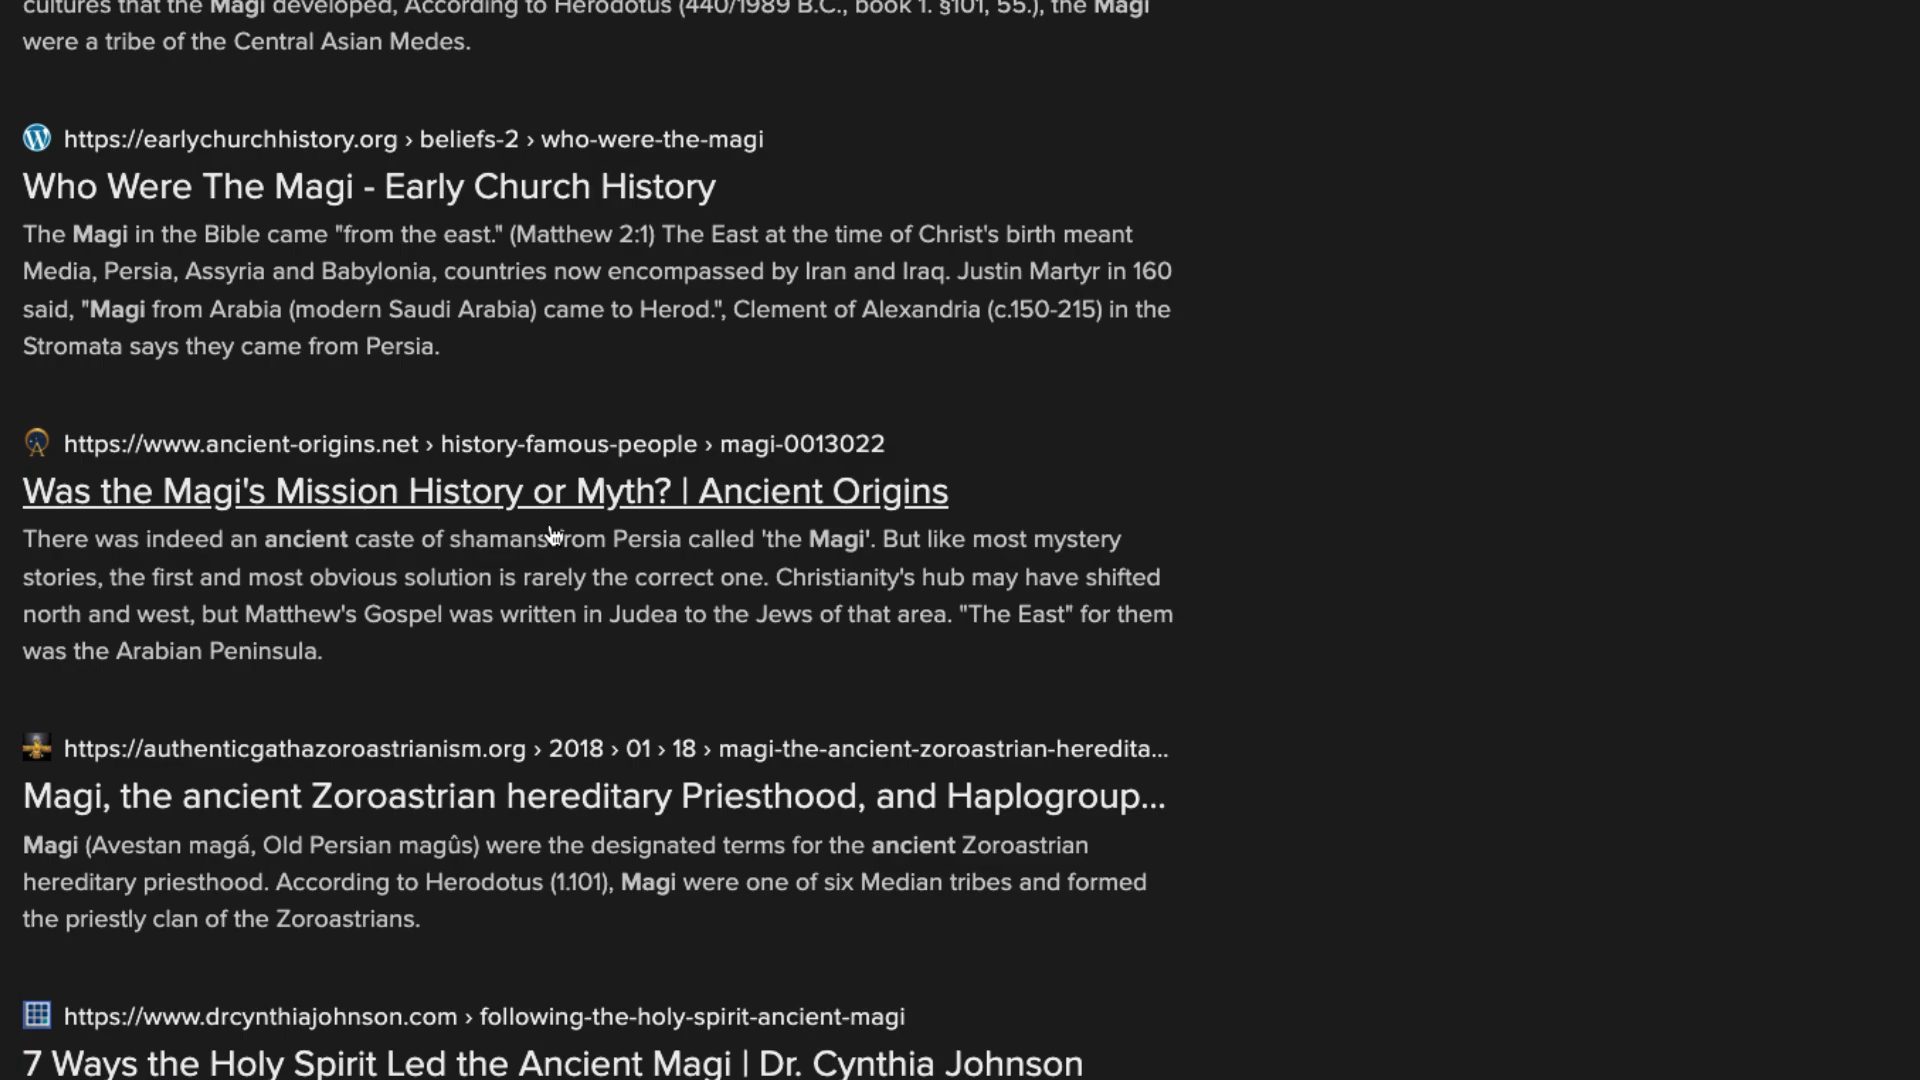 cultures that the Magi developed, According to Herodotus (440/1989 B.C., book 1. §101, 55.), the Magi
were a tribe of the Central Asian Medes.
https://earlychurchhistory.org › beliefs-2 › who-were-the-magi
Who Were The Magi - Early Church History
The Magi in the Bible came "from the east." (Matthew 2:1) The East at the time of Christ's birth meant
Media, Persia, Assyria and Babylonia, countries now encompassed by Iran and Iraq. Justin Martyr in 160
said, "Magi from Arabia (modern Saudi Arabia) came to Herod.", Clement of Alexandria (c.150-215) in the
Stromata says they came from Persia.
https://www.ancient-origins.net › history-famous-people › magi-0013022
Was the Magi's Mission History or Myth? | Ancient Origins
There was indeed an ancient caste of shamans from Persia called 'the Magi'. But like most mystery
stories, the first and most obvious solution is rarely the correct one. Christianity's hub may have shifted
north and west, but Matthew's Gospel was written in Judea to the Jews of that area. "The East" for them
was the Arabian Peninsula.
https://authenticgathazoroastrianism.org › 2018 › 01 › 18 › magi-the-ancient-zoroastrian-heredita...
Magi, the ancient Zoroastrian hereditary Priesthood, and Haplogroup...
Magi (Avestan magá, Old Persian magûs) were the designated terms for the ancient Zoroastrian
hereditary priesthood. According to Herodotus (1.101), Magi were one of six Median tribes and formed
the priestly clan of the Zoroastrians.
https://www.drcynthiajohnson.com › following-the-holy-spirit-ancient-magi
7 Ways the Holy Spirit Led the Ancient Magi | Dr. Cynthia Johnson